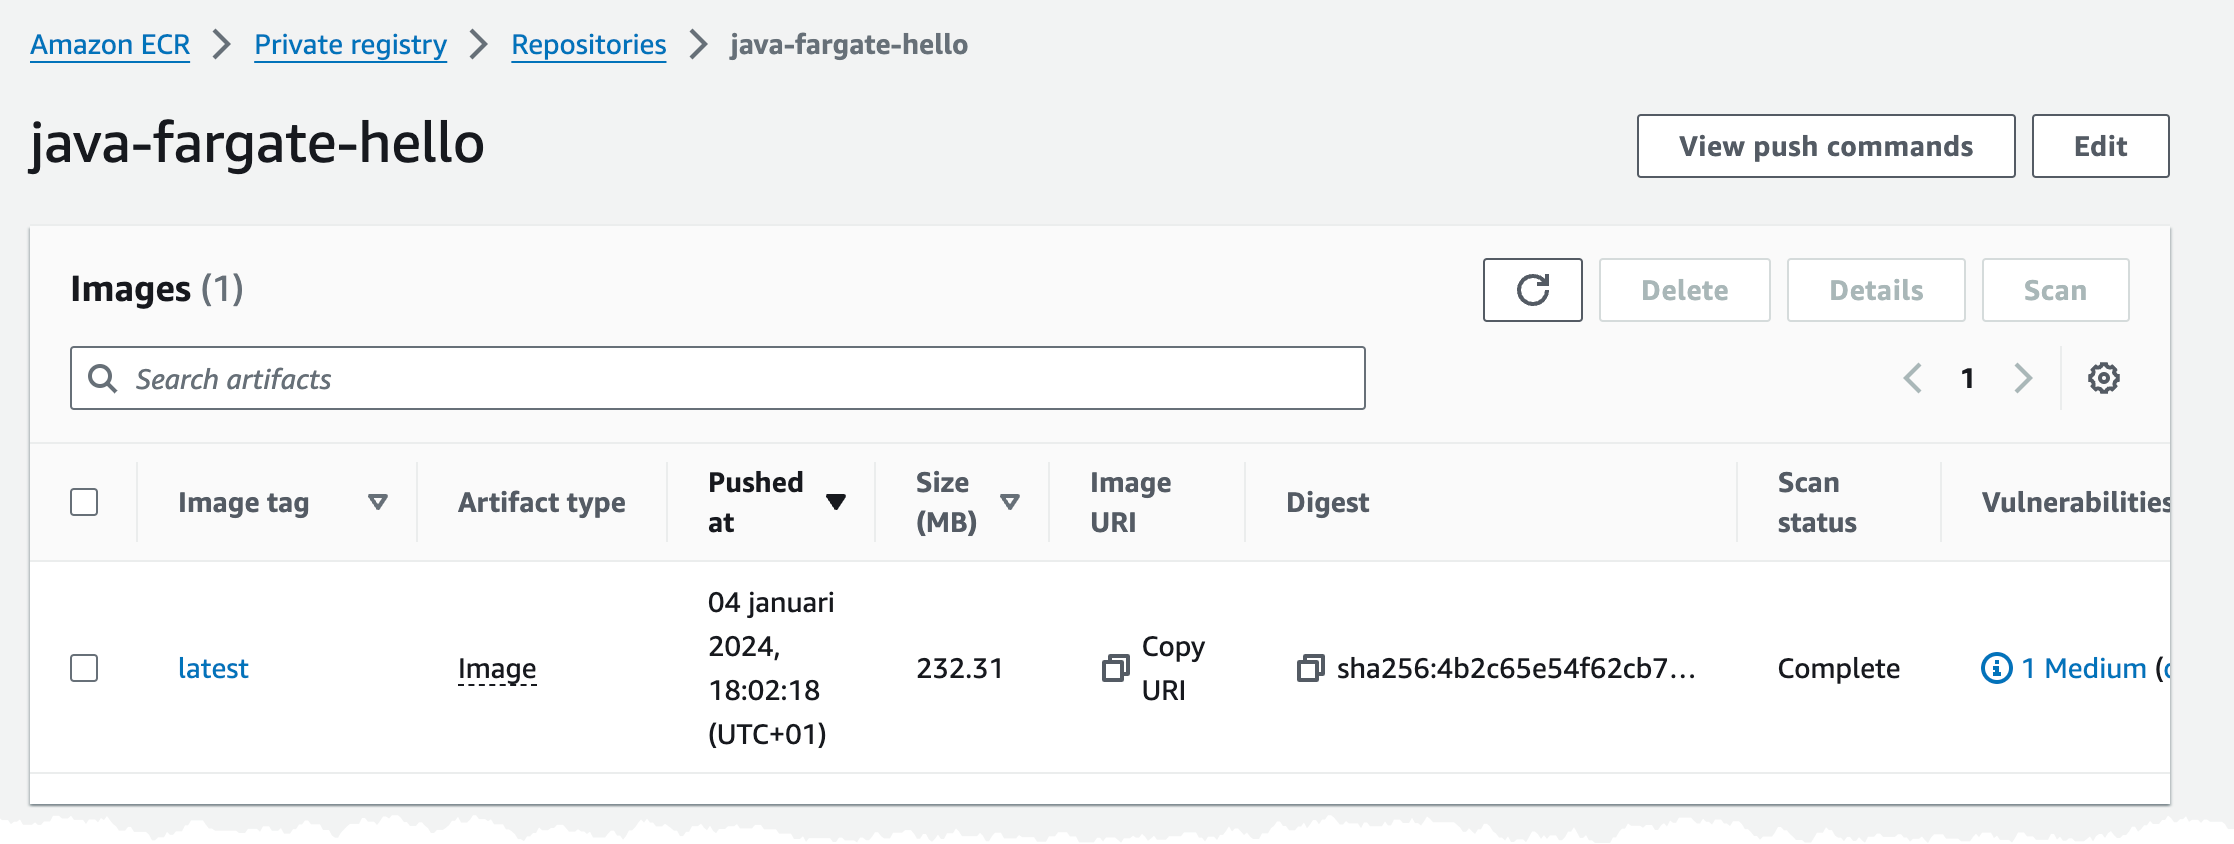 Amazon ECR > Private registry > Repositories > java-fargate-hello
java-fargate-hello
View push commands
Edit
Images (1)
Delete
Details
Scan
Search artifacts
1
Image tag
Artifact type
Pushed
at
Size
(MB)
Image
URI
Digest
Scan
status
Vulnerabilities
latest
Image
04 januari
2024,
18:02:18
(UTC+01)
232.31
Copy
URI
sha256:4b2c65e54f62cb7...
Complete
1 Medium (